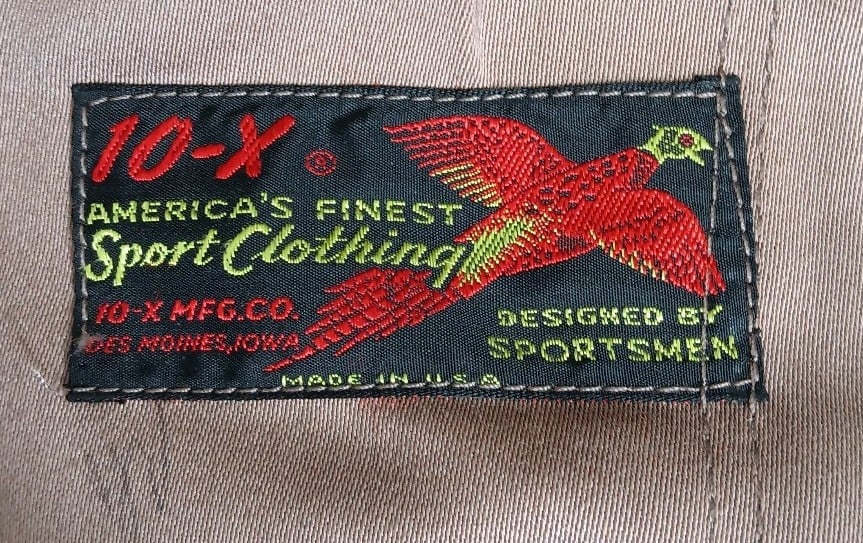 10-X ®
AMERICA'S FINEST
Sport Clothing
10-X MFG.CO.
DES MOINES, IOWA
DESIGNED BY
SPORTSMEN
MADE IN U.S.A